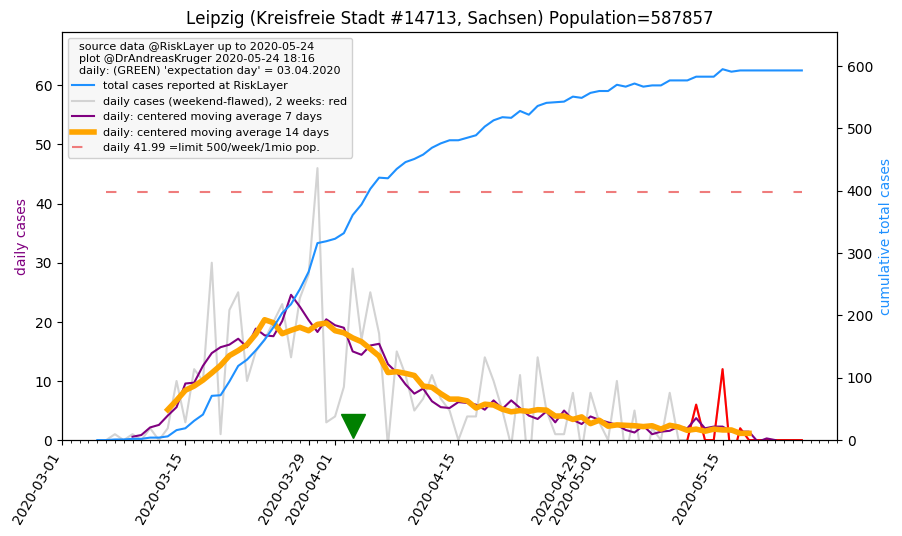 Leipzig (Kreisfreie Stadt #14713, Sachsen) Population=587857
source data @RiskLayer up to 2020-05-24
plot @DrAndreasKruger 2020-05-24 18:16
daily: (GREEN) 'expectation day' = 03.04.2020
total cases reported at RiskLayer
daily cases (weekend-flawed), 2 weeks: red
daily: centered moving average 7 days
daily: centered moving average 14 days
daily 41.99 =limit 500/week/1mio pop.
daily cases
60
50
40
30
20
10
0
cumulative total cases
600
500
400
300
200
100
0
2020-03-01
2020-03-15
2020-03-29
2020-04-01
2020-04-15
2020-04-29
2020-05-01
2020-05-15